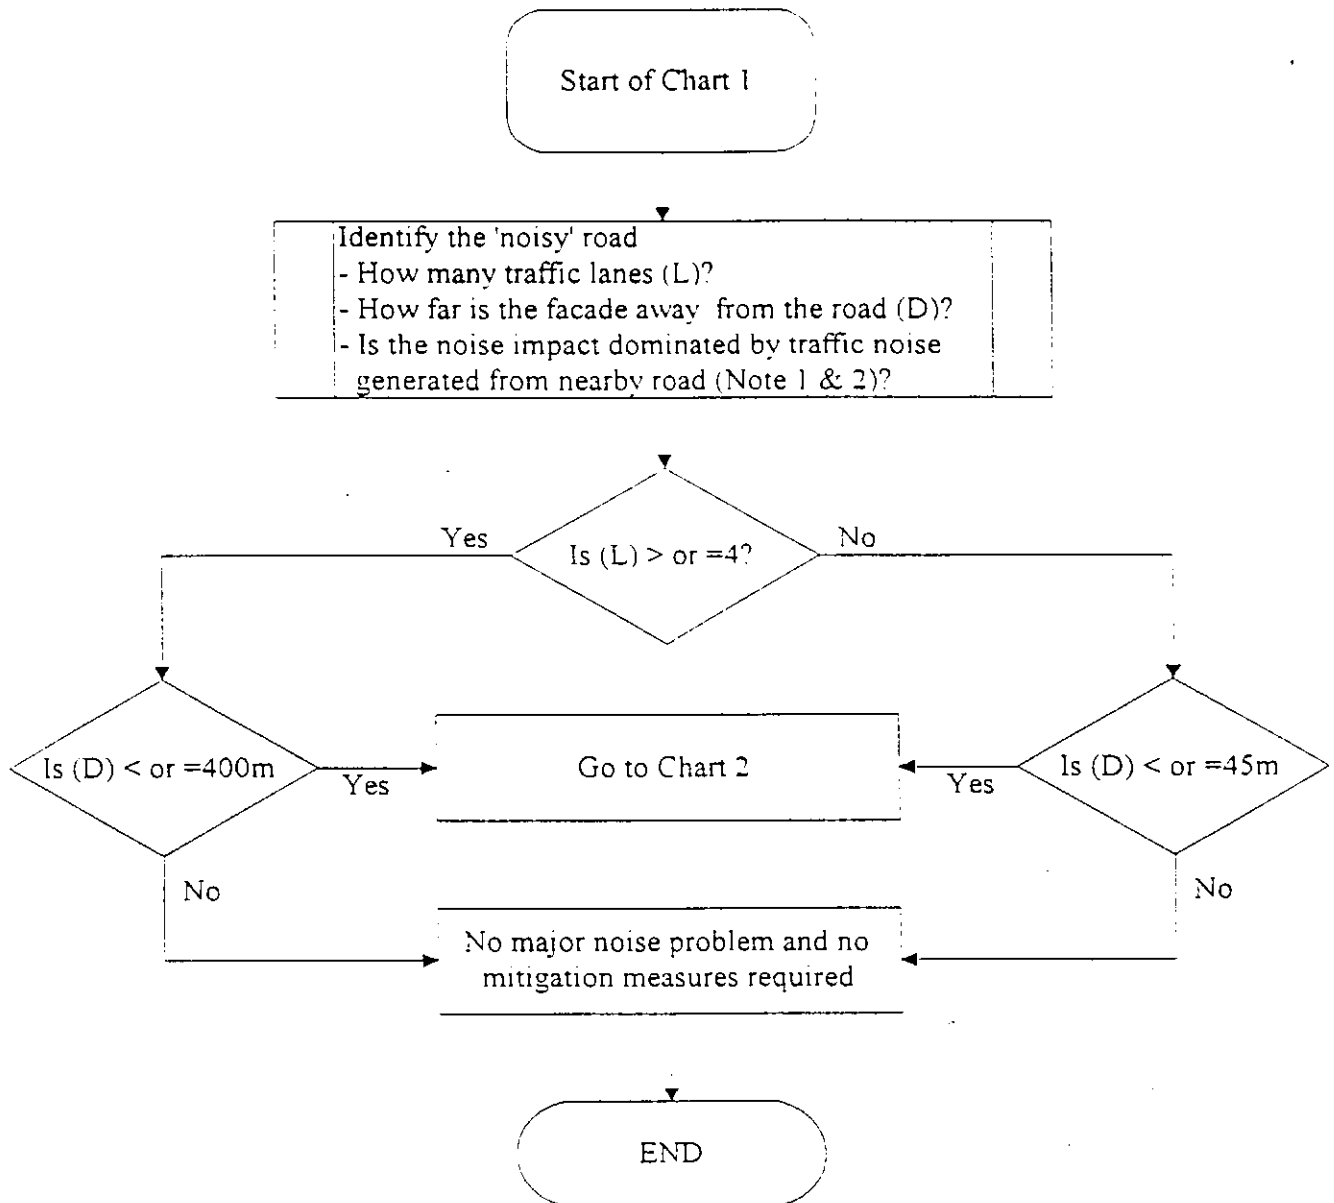 Start of Chart 1
Identify the 'noisy' road
- How many traffic lanes (L)?
- How far is the facade away from the road (D)?
- Is the noise impact dominated by traffic noise
generated from nearby road (Note 1 & 2)?
Yes
Is (L) > or =4?
No
Is (D) < or =400m
Yes
Go to Chart 2
Yes
Is (D) < or =45m
No
No
No major noise problem and no
mitigation measures required
END